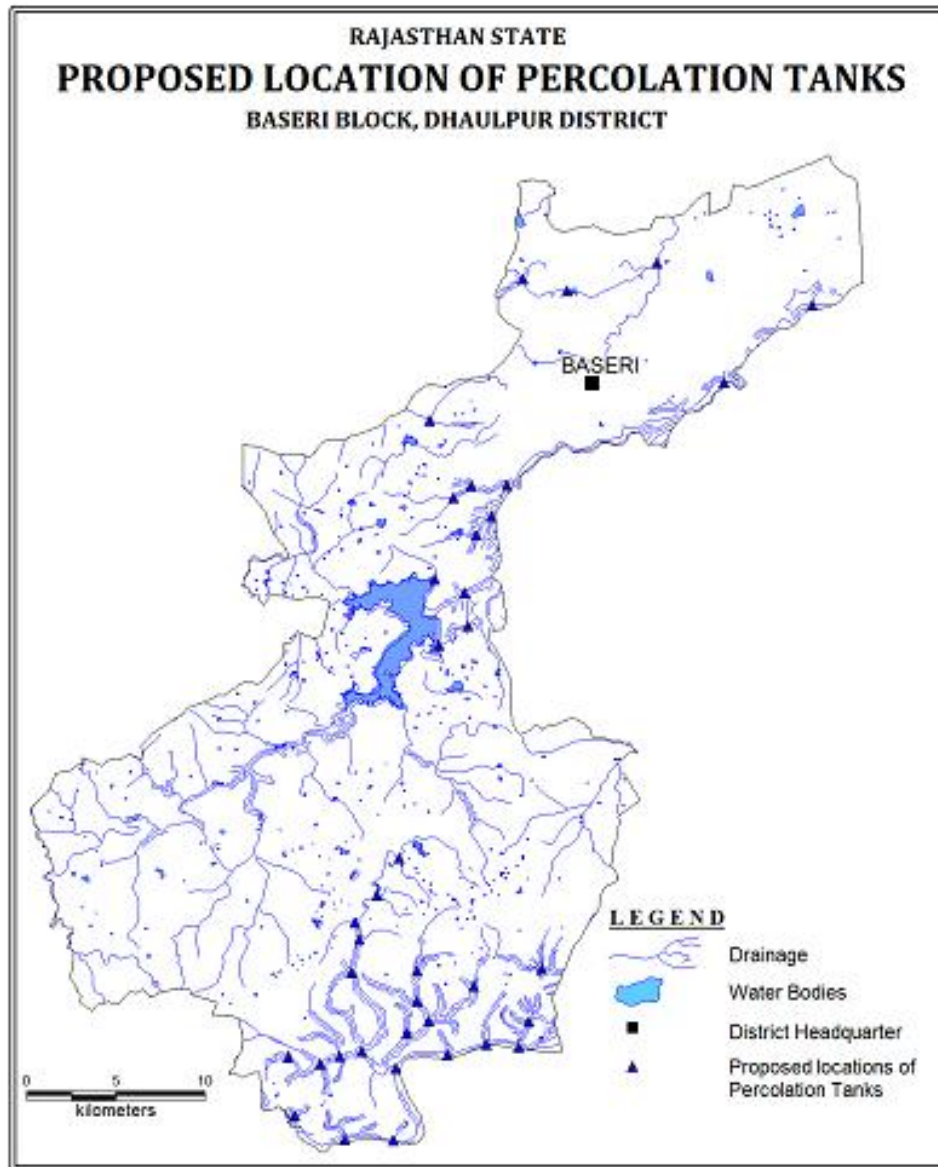 RAJASTHAN STATE
PROPOSED LOCATION OF PERCOLATION TANKS
BASERI BLOCK, DHAULPUR DISTRICT
BASERI
LEGEND
Drainage
Water Bodies
District Headquarter
Proposed locations of
Percolation Tanks
0 5 10
kilometers